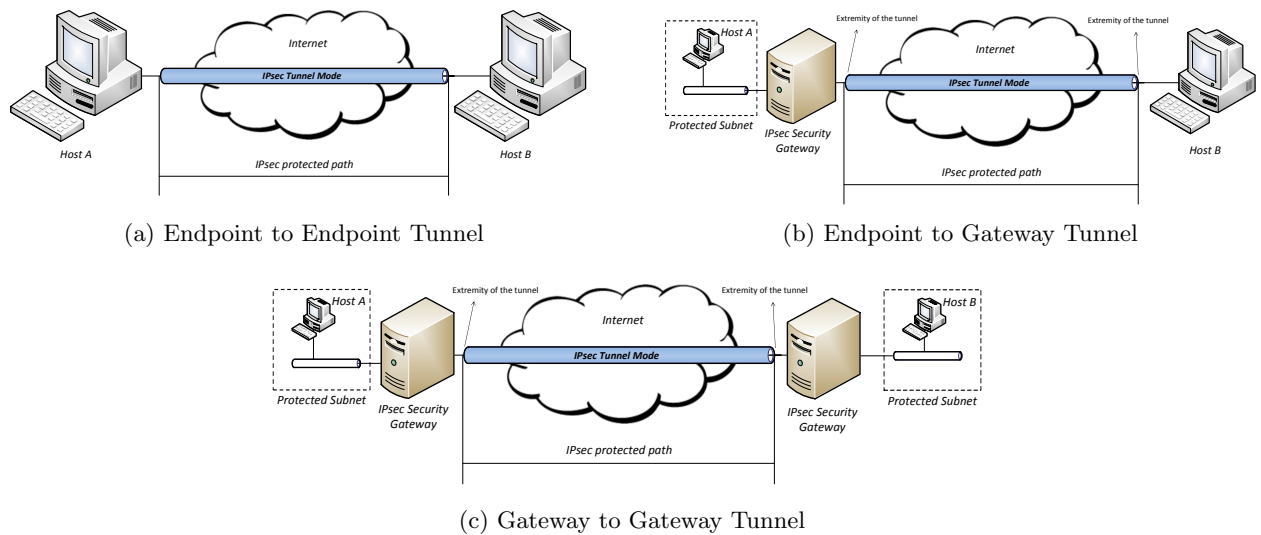 Internet
IPsec Tunnel Mode
Host A
Host B
IPsec protected path
(a) Endpoint to Endpoint Tunnel
Extremity of the tunnel
Extremity of the tunnel
Host A
Internet
IPsec Tunnel Mode
Protected Subnet
IPsec Security
Gateway
Host B
IPsec protected path
(b) Endpoint to Gateway Tunnel
Extremity of the tunnel
Extremity of the tunnel
Host A
Host B
Internet
IPsec Tunnel Mode
Protected Subnet
IPsec Security
Gateway
IPsec Security
Gateway
Protected Subnet
IPsec protected path
(c) Gateway to Gateway Tunnel